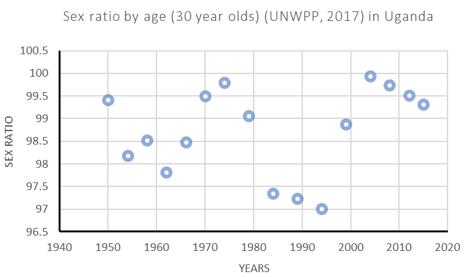 Sex ratio by age (30 year olds) (UNWPP, 2017) in Uganda
100.5
100
99.5
99
98.5
98
97.5
97
96.5
SEX RATIO
1940 1950 1960 1970 1980 1990 2000 2010 2020
YEARS